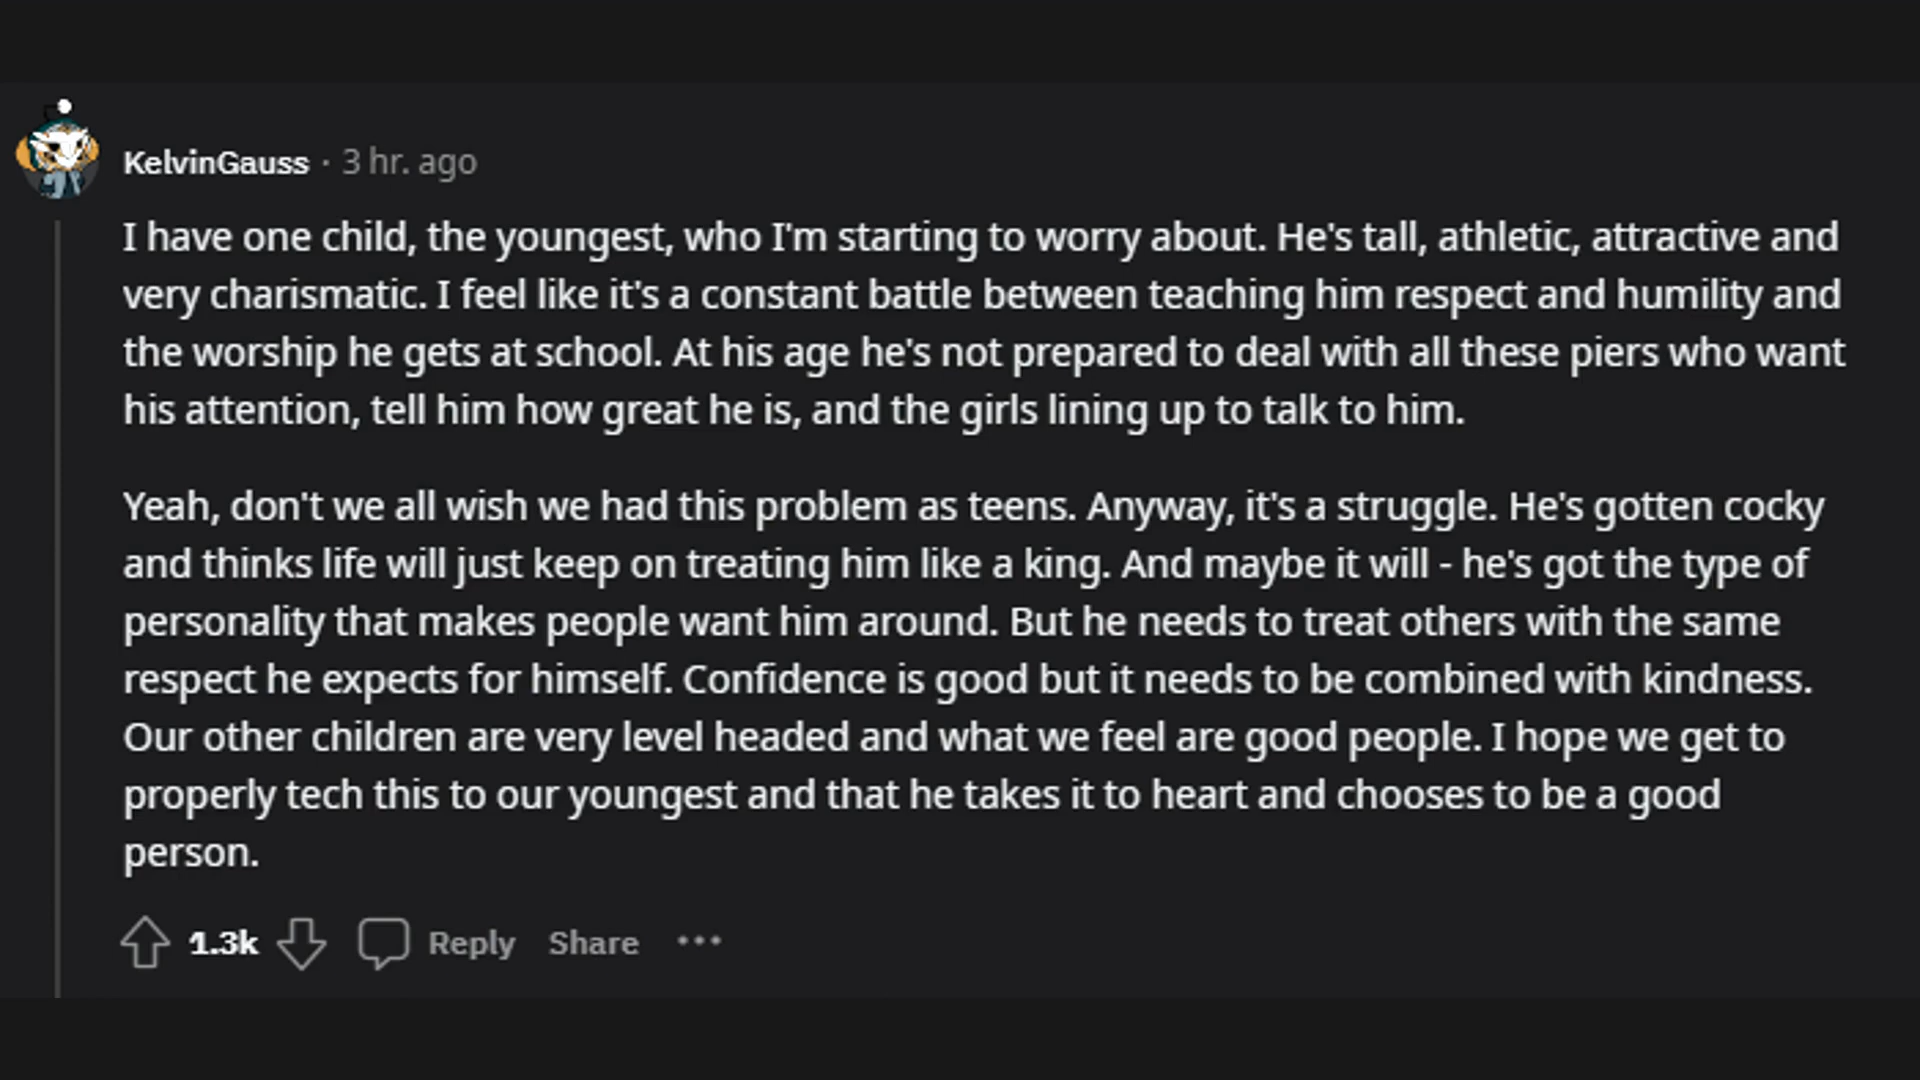 KelvinGauss · 3 hr. ago
I have one child, the youngest, who I'm starting to worry about. He's tall, athletic, attractive and
very charismatic. I feel like it's a constant battle between teaching him respect and humility and
the worship he gets at school. At his age he's not prepared to deal with all these piers who want
his attention, tell him how great he is, and the girls lining up to talk to him.
Yeah, don't we all wish we had this problem as teens. Anyway, it's a struggle. He's gotten cocky
and thinks life will just keep on treating him like a king. And maybe it will - he's got the type of
personality that makes people want him around. But he needs to treat others with the same
respect he expects for himself. Confidence is good but it needs to be combined with kindness.
Our other children are very level headed and what we feel are good people. I hope we get to
properly tech this to our youngest and that he takes it to heart and chooses to be a good
person.
1.3k Reply Share ···